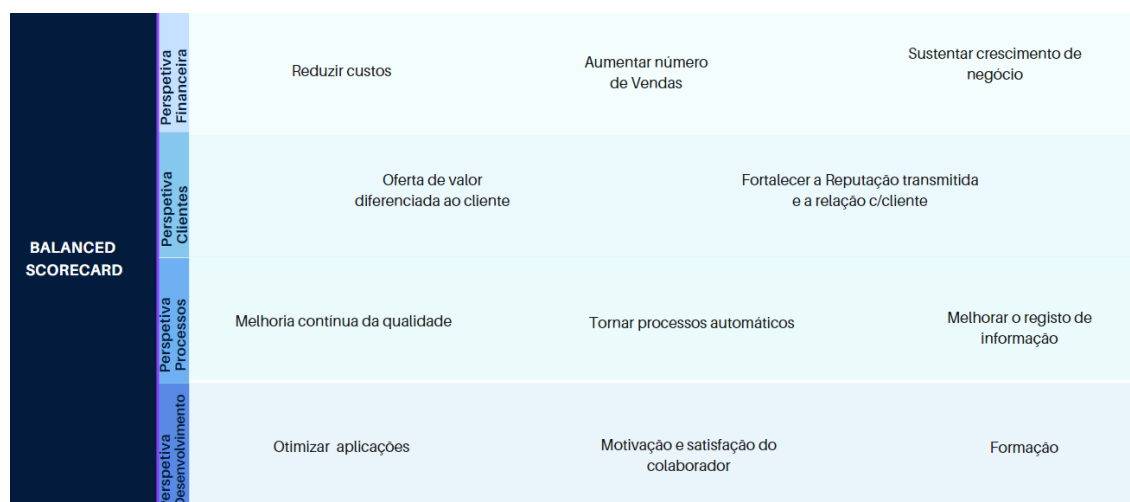 BALANCED
SCORECARD
Perspetiva
Financeira
Reduzir custos
Aumentar número
de Vendas
Sustentar crescimento de
negócio
Perspetiva
Clientes
Oferta de valor
diferenciada ao cliente
Fortalecer a Reputação transmitida
e a relação c/cliente
Perspetiva
Processos
Melhoria contínua da qualidade
Tornar processos automáticos
Melhorar o registo de
informação
Perspetiva
Desenvolvimento
Otimizar aplicações
Motivação e satisfação do
colaborador
Formação